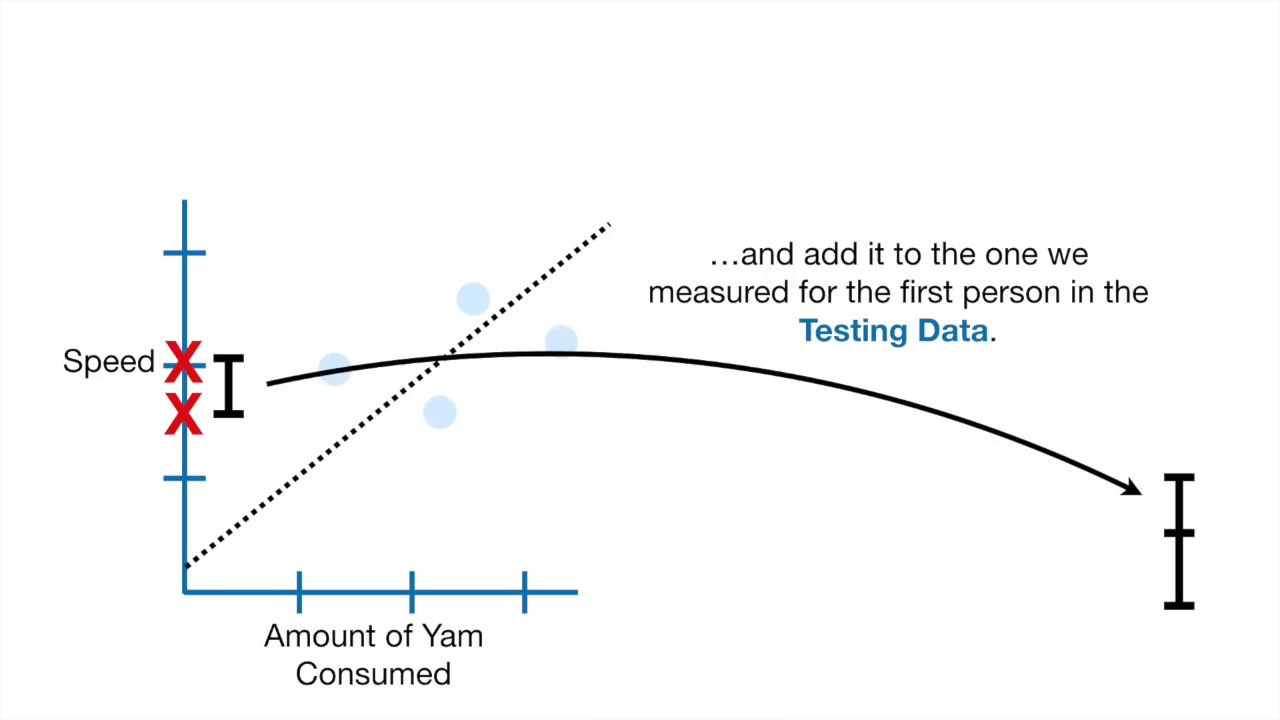 …and add it to the one we
measured for the first person in the
Testing Data.
Speed
X
X
Amount of Yam
Consumed